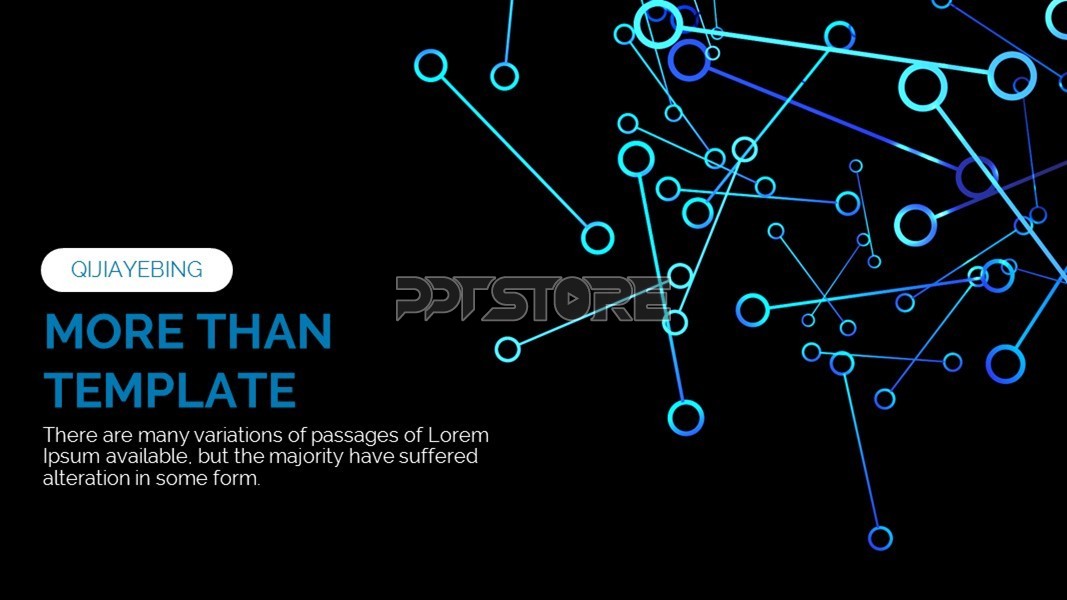 QIJIAYEBING
PPTSTORE
MORE THAN
TEMPLATE
There are many variations of passages of Lorem
Ipsum available, but the majority have suffered
alteration in some form.